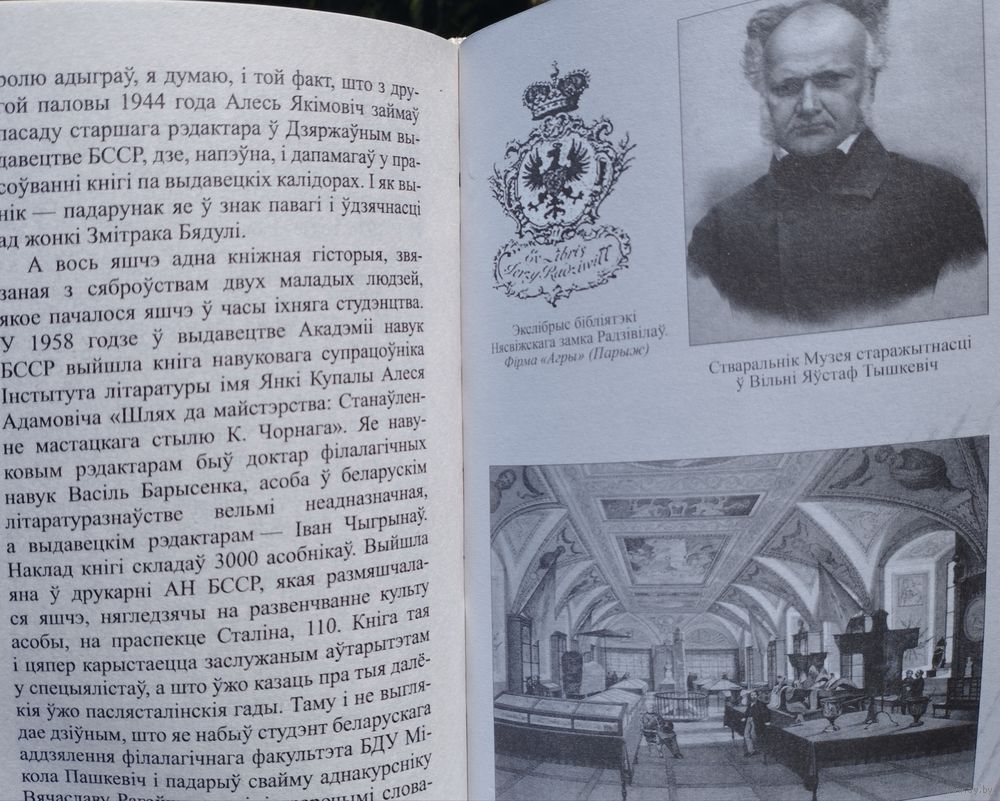 ролю адыграў, я думаю, і той факт, што з дру-
гой паловы 1944 года Алесь Якімовіч займаў
пасаду старшага рэдактара ў Дзяржаўным вы-
давецтве БССР, дзе, напэўна, і дапамагаў у пра-
соўванні кнігі па выдавецкіх калідорах. І як вы-
нік — падарунак яе ў знак павагі і ўдзячнасці
ад жонкі Змітрака Бядулі.
А вось яшчэ адна кніжная гісторыя, звя-
заная з сяброўствам двух маладых людзей,
якое пачалося яшчэ ў часы іхняга студэнцтва.
У 1958 годзе ў выдавецтве Акадэміі навук
БССР выйшла кніга навуковага супрацоўніка
Інстытута літаратуры імя Янкі Купалы Алеся
Адамовіча «Шлях да майстэрства: Станаўлен-
не мастацкага стылю К. Чорнага». Яе наву-
ковым рэдактарам быў доктар філалагічных
навук Васіль Барысенка, асоба ў беларускім
літаратуразнаўстве вельмі неадназначная,
а выдавецкім рэдактарам — Іван Чыгрынаў.
Наклад кнігі складаў 3000 асобнікаў. Выйшла
яна ў друкарні АН БССР, якая размяшчала-
ся яшчэ, нягледзячы на развенчванне культу
асобы, на праспекце Сталіна, 110. Кніга тая
і цяпер карыстаецца заслужаным аўтарытэтам
у спецыялістаў, а што ўжо казаць пра тыя далё-
кія ўжо паслясталінскія гады. Таму і не выгля-
дае дзіўным, што яе набыў студэнт беларускага
аддзялення філалагічнага факультэта БДУ Мі-
кола Пашкевіч і падарыў свайму аднакурсніку
Вячаславу
Ex Libris
Jerzy Radziwiłł
Экслібрыс бібліятэкі
Нясвіжскага замка Радзівілаў.
Фірма «Агры» (Парыж)
Стваральнік Музея старажытнасці
ў Вільні Яўстаф Тышкевіч